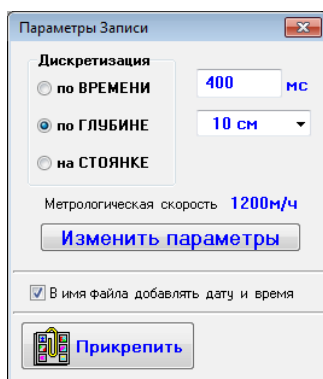 Параметры Записи
Дискретизация
по ВРЕМЕНИ 400 мс
по ГЛУБИНЕ 10 см
на СТОЯНКЕ
Метрологическая скорость 1200м/ч
Изменить параметры
В имя файла добавлять дату и время
Прикрепить